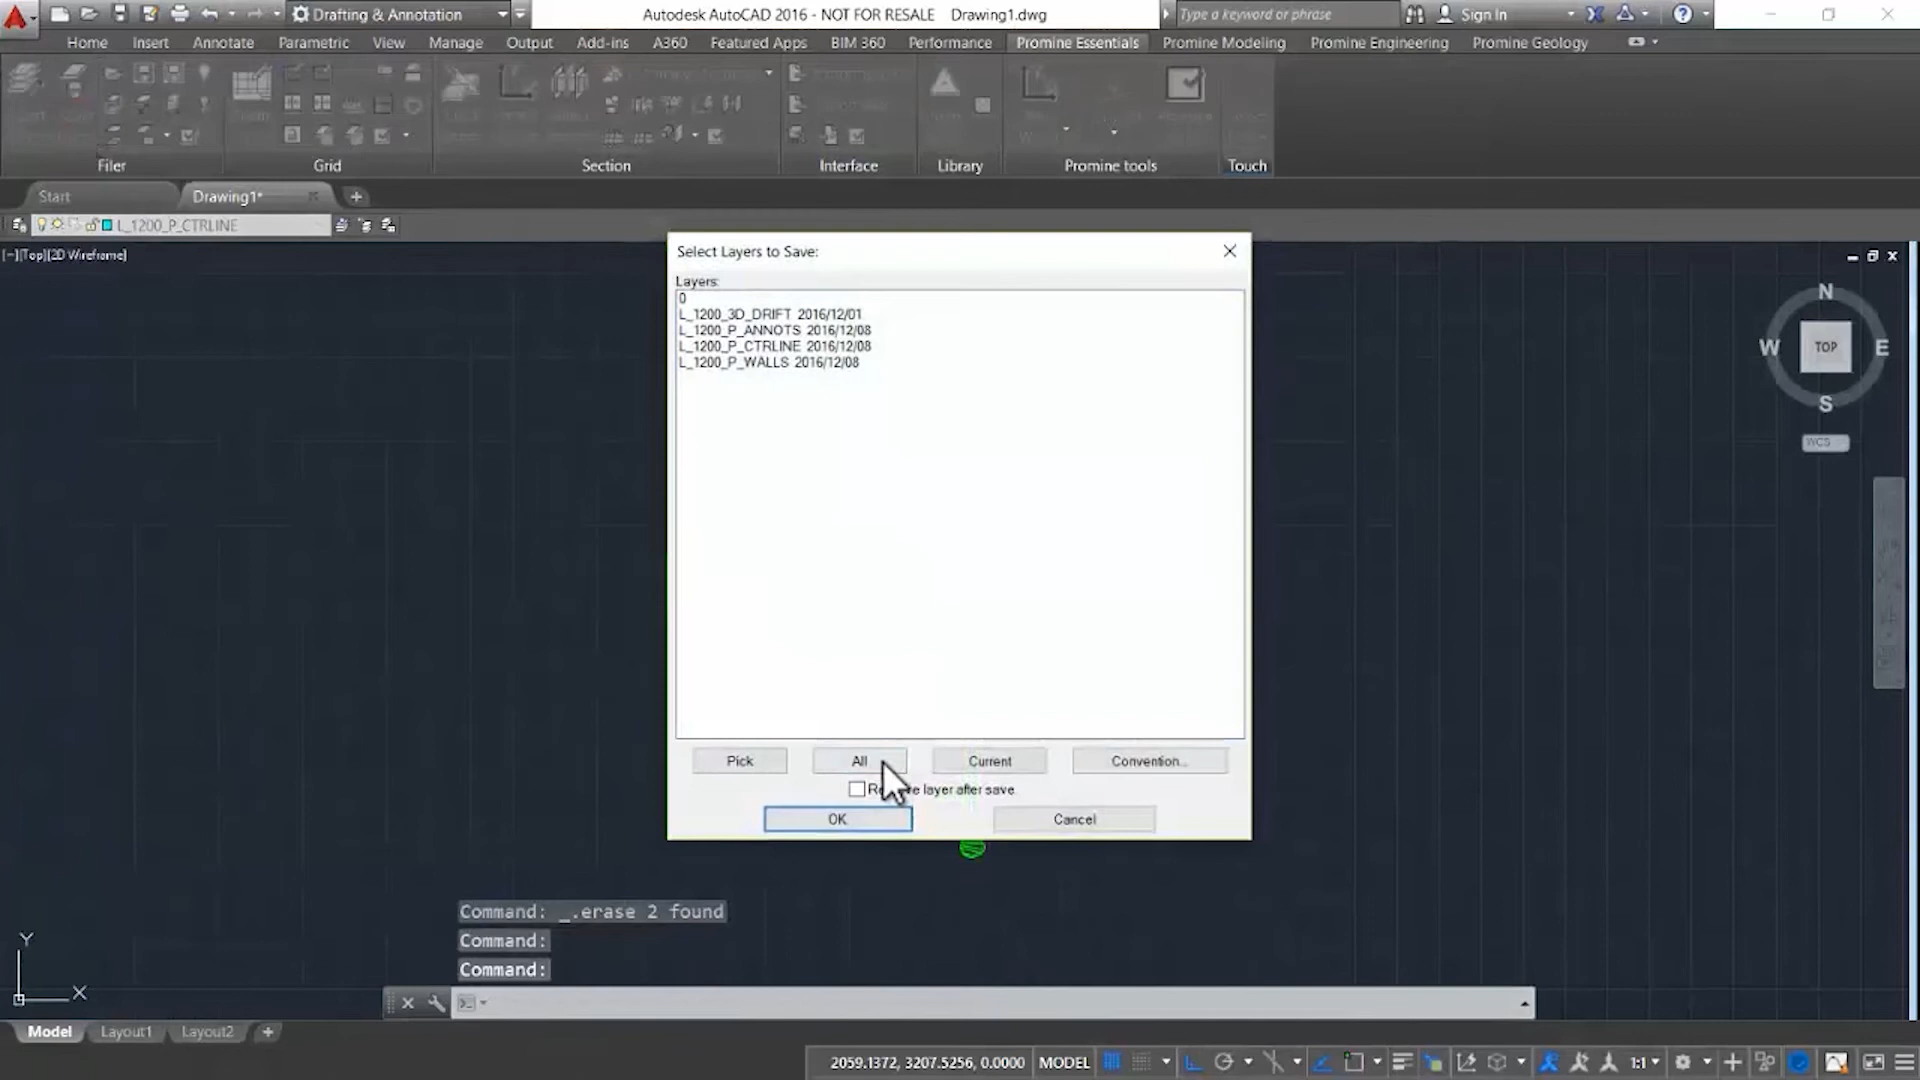 Drafting & Annotation
Autodesk AutoCAD 2016 - NOT FOR RESALE Drawing1.dwg
Type a keyword or phrase
Sign In
Home Insert Annotate Parametric View Manage Output Add-ins A360 Featured Apps BIM 360 Performance Promine Essentials Promine Modeling Promine Engineering Promine Geology
Filer Grid Section Interface Library Promine tools Touch
Start Drawing1*
L_1200_P_CTRLINE
[−][Top][2D Wireframe]
Select Layers to Save:
Layers:
0
L_1200_3D_DRIFT 2016/12/01
L_1200_P_ANNOTS 2016/12/08
L_1200_P_CTRLINE 2016/12/08
L_1200_P_WALLS 2016/12/08
Pick All Current Convention...
layer after save.
OK Cancel
N
W TOP E
S
WCS
Command: _.erase 2 found
Command:
Command:
Y
X
Model Layout1 Layout2
2059.1372, 3207.5256, 0.0000 MODEL 1:1